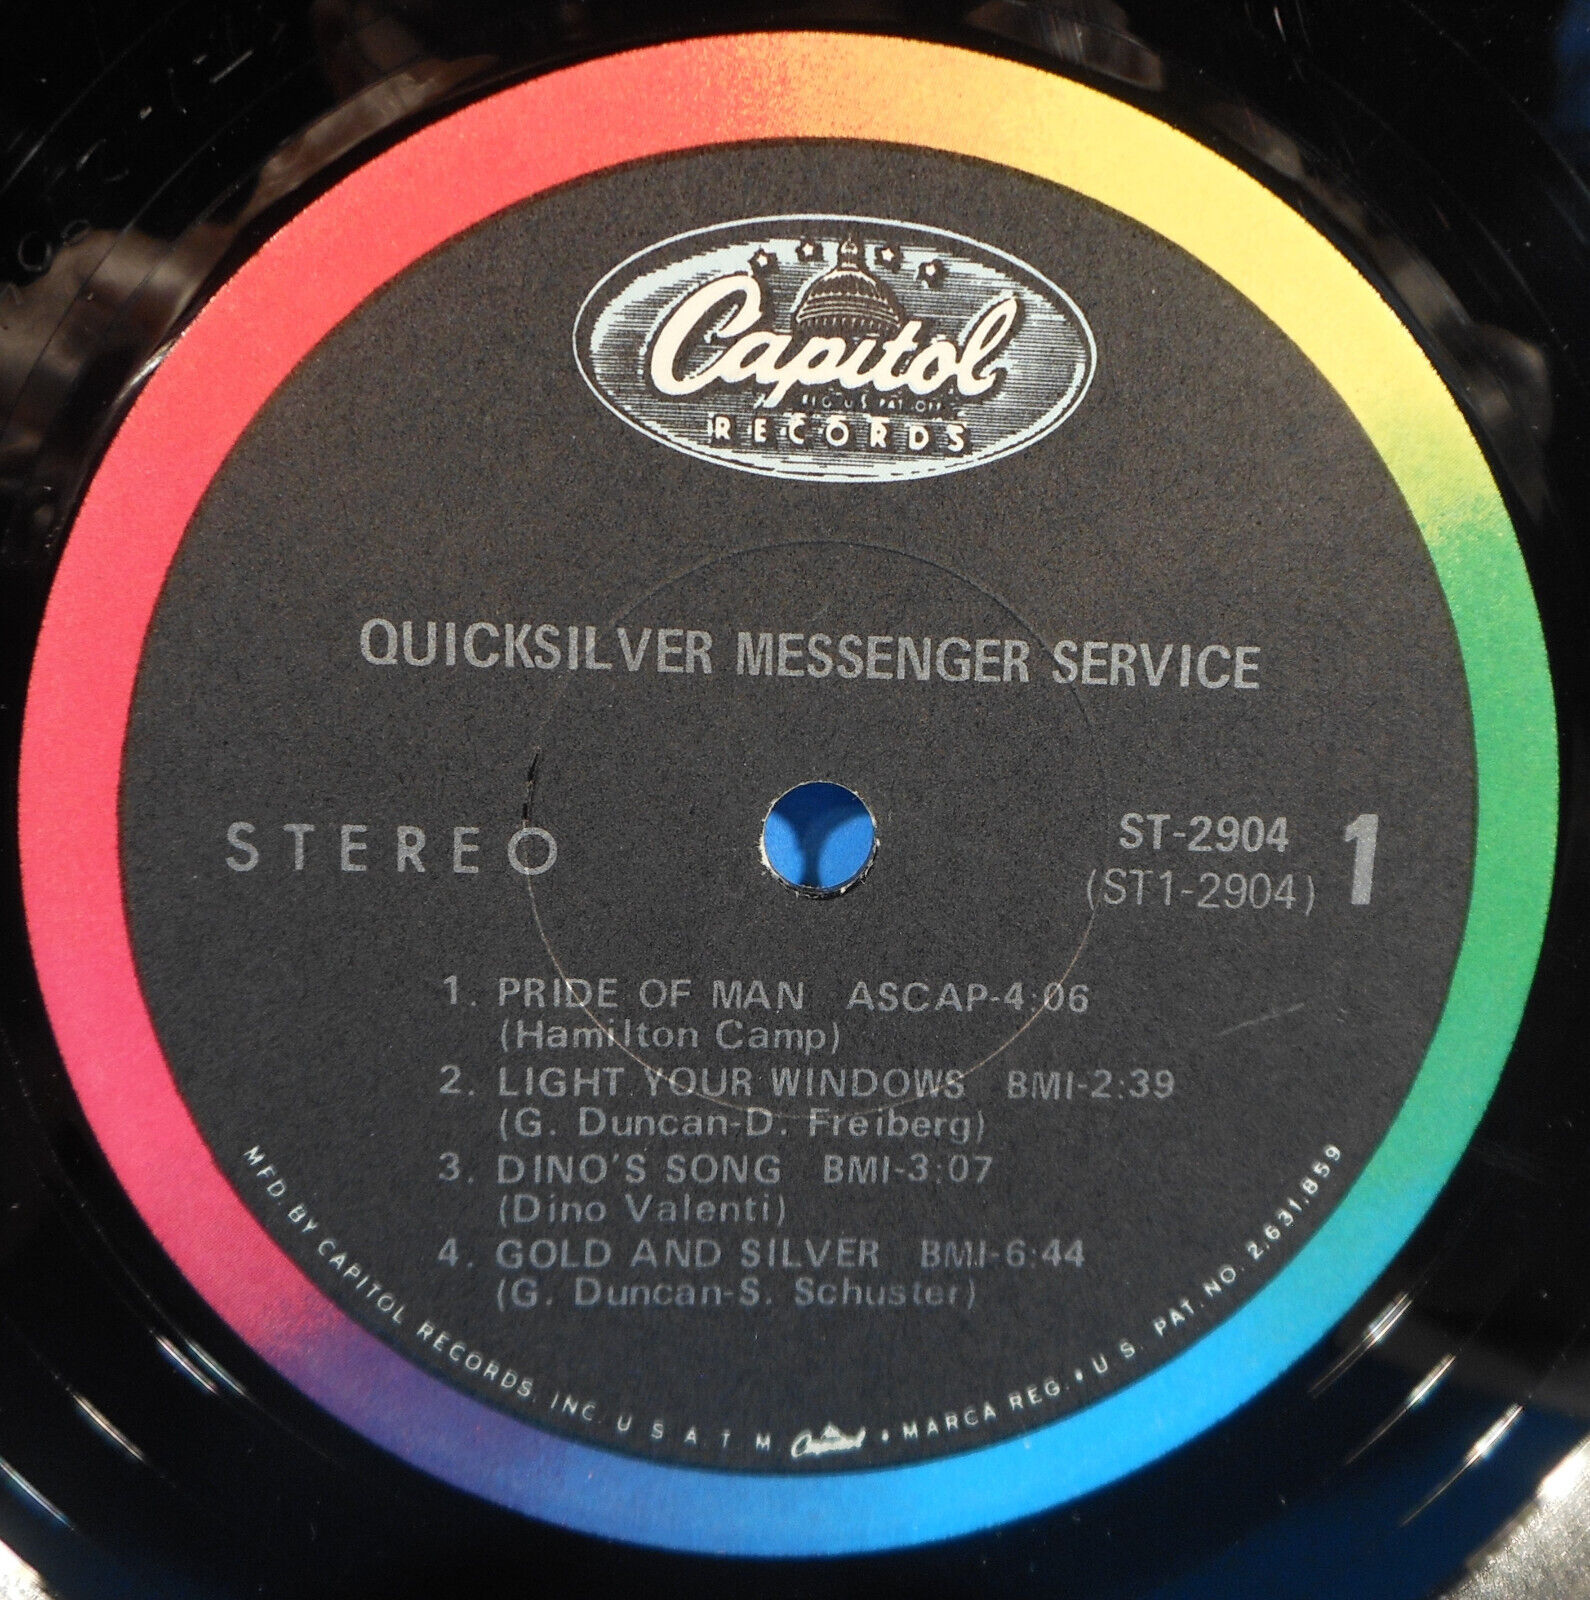 Capitol
REG. U.S. PAT. OFF.
RECORDS
QUICKSILVER MESSENGER SERVICE
STEREO
ST-2904
(ST1-2904)
1
1. PRIDE OF MAN ASCAP-4:06
(Hamilton Camp)
2. LIGHT YOUR WINDOWS BMI-2:39
(G. Duncan-D. Freiberg)
3. DINO'S SONG BMI-3:07
(Dino Valenti)
4. GOLD AND SILVER BMI-6:44
(G. Duncan-S. Schuster)
MFD. BY CAPITOL RECORDS, INC. U.S.A. T.M. Capitol • MARCA REG. • U.S. PAT. NO. 2,631,859